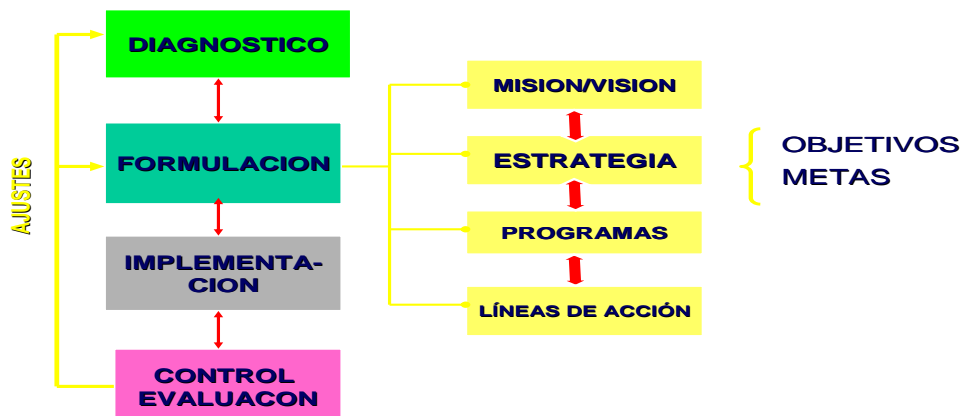 DIAGNOSTICO
FORMULACION
IMPLEMENTA-
CION
CONTROL
EVALUACON
AJUSTES
MISION/VISION
ESTRATEGIA
PROGRAMAS
LÍNEAS DE ACCIÓN
OBJETIVOS
METAS